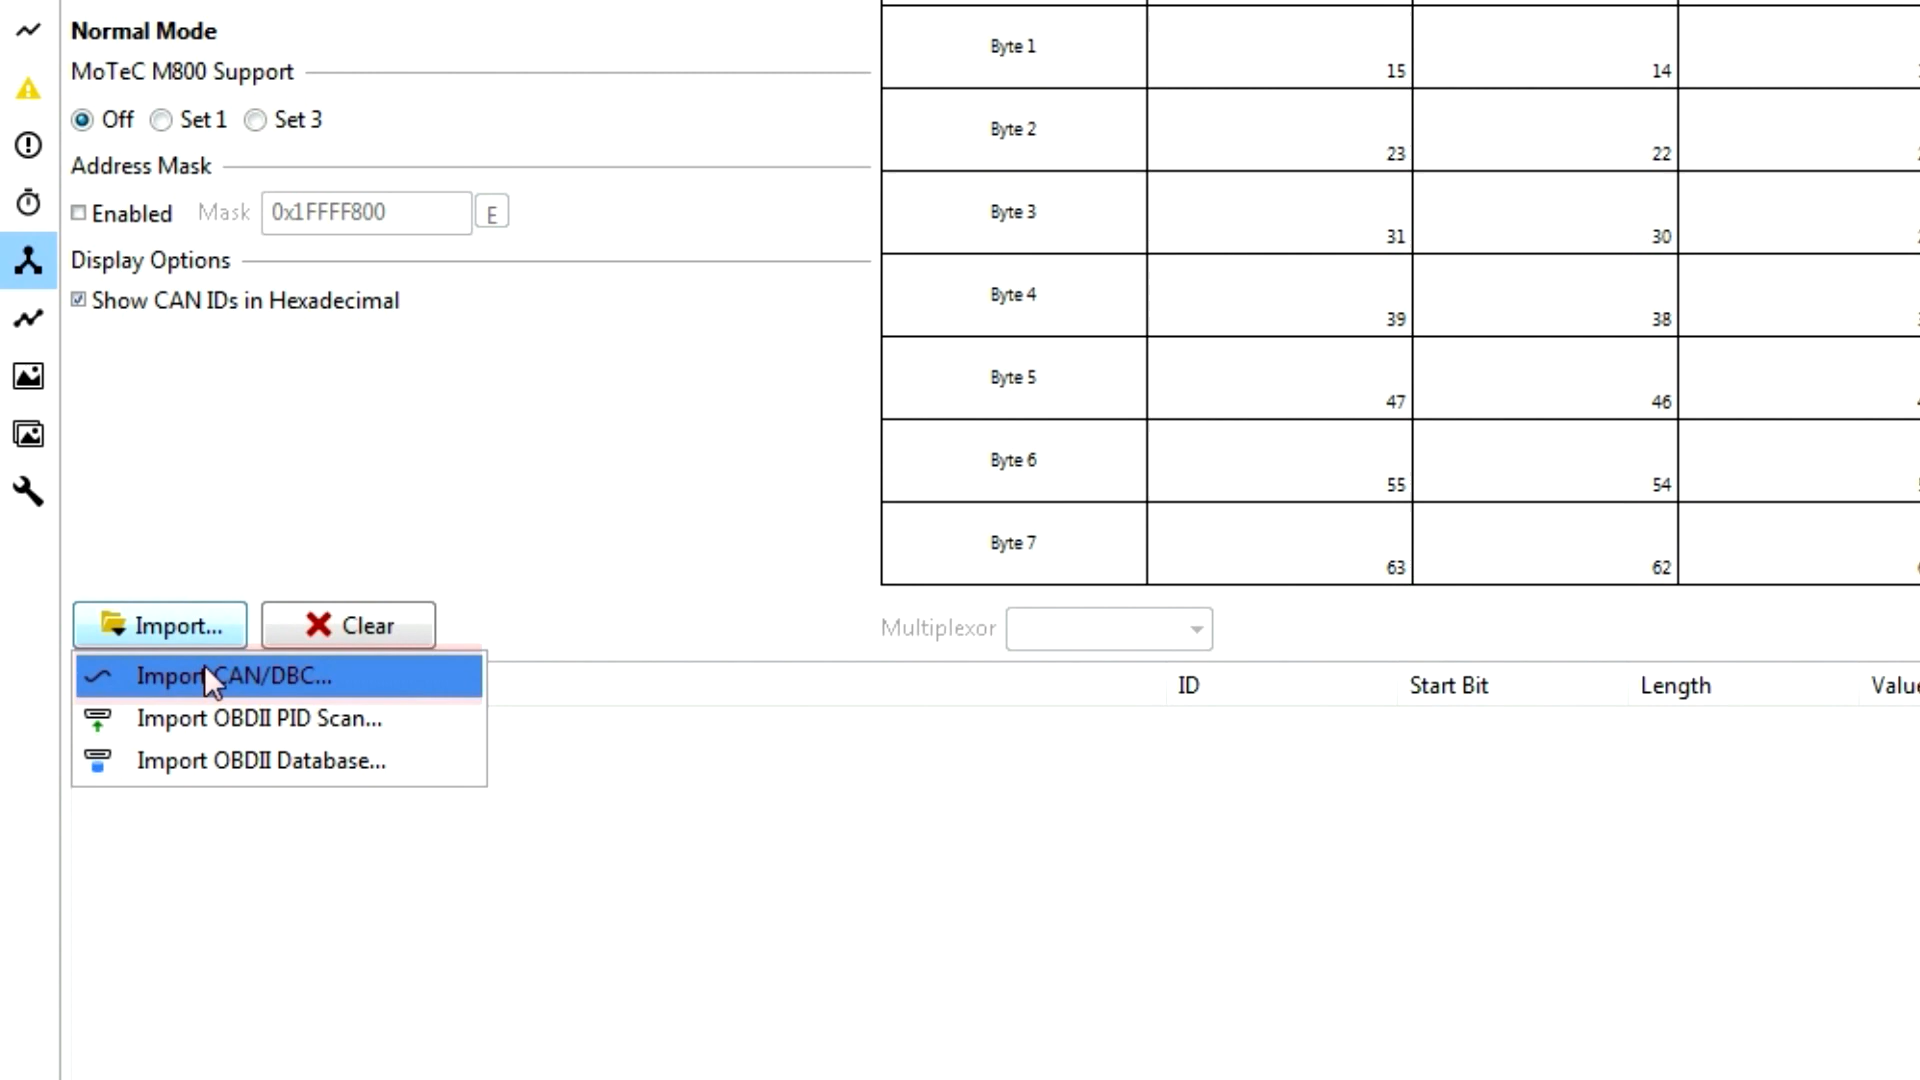 Normal Mode
MoTeC M800 Support
Off Set 1 Set 3
Address Mask
Enabled Mask 0x1FFFF800 E
Display Options
Show CAN IDs in Hexadecimal
Byte 1 15 14
Byte 2 23 22
Byte 3 31 30
Byte 4 39 38
Byte 5 47 46
Byte 6 55 54
Byte 7 63 62
Import... Clear
Multiplexor
Import CAN/DBC...
Import OBDII PID Scan...
Import OBDII Database...
ID Start Bit Length Value